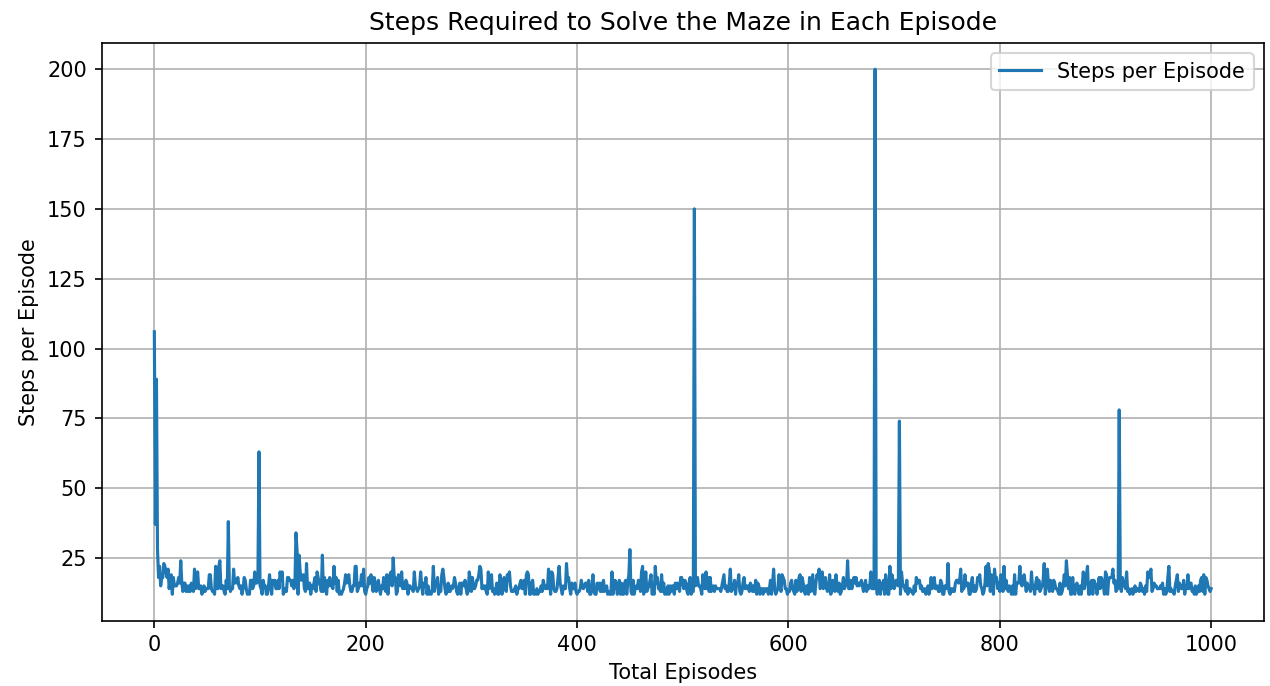 Steps Required to Solve the Maze in Each Episode
Steps per Episode
200
175
150
125
100
75
50
25
Steps per Episode
0 200 400 600 800 1000
Total Episodes